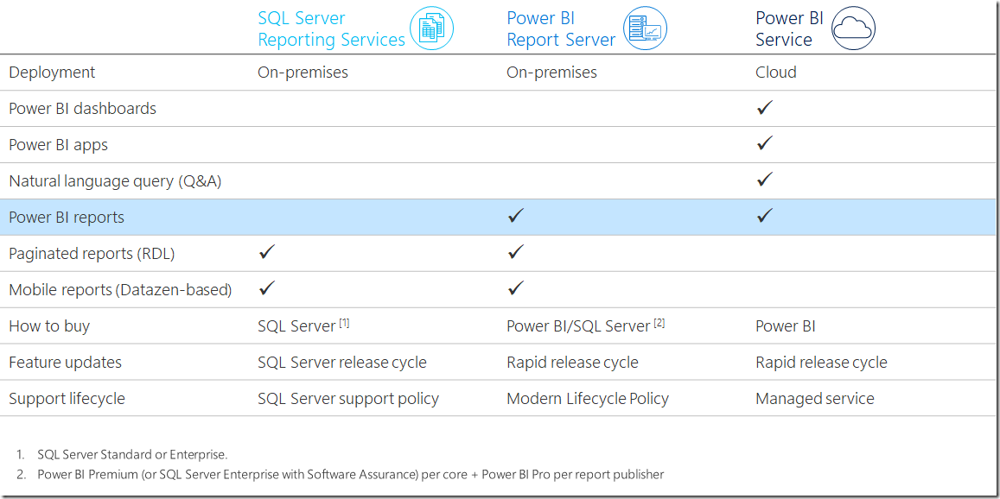 SQL Server
Reporting Services
Power BI
Report Server
Power BI
Service
Deployment On-premises On-premises Cloud
Power BI dashboards ✓
Power BI apps ✓
Natural language query (Q&A) ✓
Power BI reports ✓ ✓
Paginated reports (RDL) ✓ ✓
Mobile reports (Datazen-based) ✓ ✓
How to buy SQL Server [1] Power BI/SQL Server [2] Power BI
Feature updates SQL Server release cycle Rapid release cycle Rapid release cycle
Support lifecycle SQL Server support policy Modern Lifecycle Policy Managed service
1. SQL Server Standard or Enterprise.
2. Power BI Premium (or SQL Server Enterprise with Software Assurance) per core + Power BI Pro per report publisher